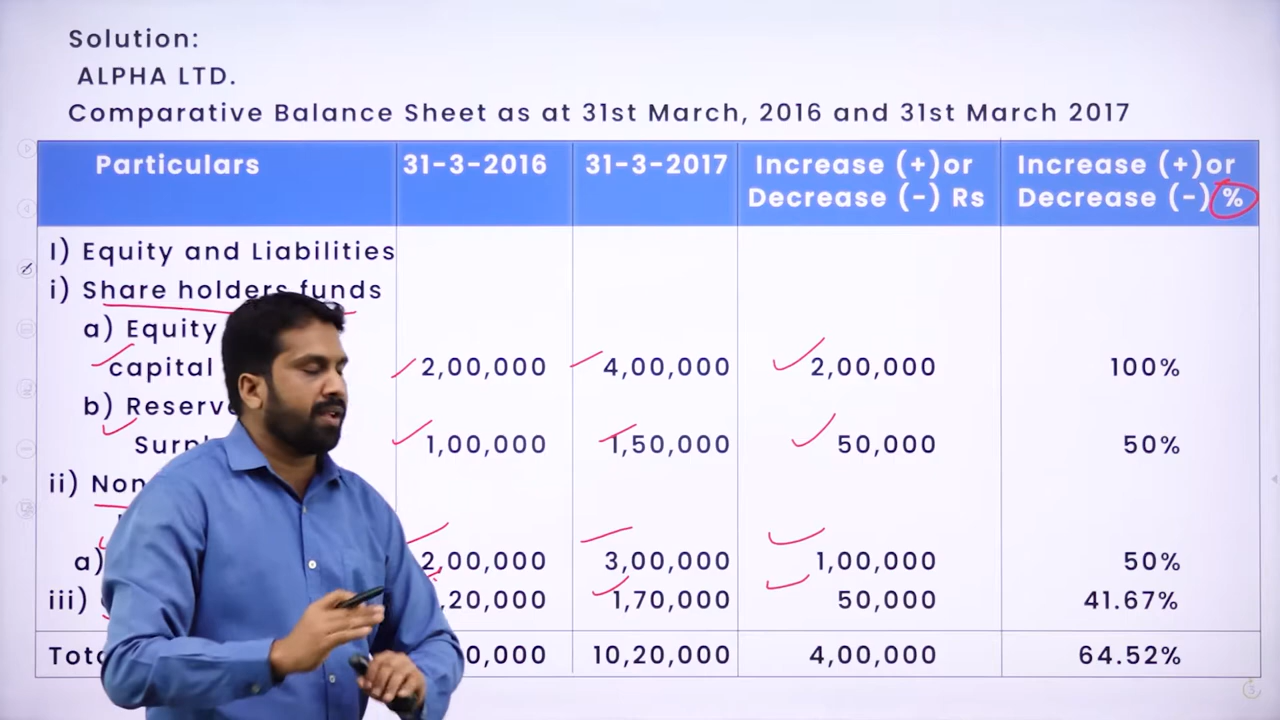 Solution:
ALPHA LTD.
Comparative Balance Sheet as at 31st March, 2016 and 31st March 2017
Particulars 31-3-2016 31-3-2017 Increase (+)or Decrease (-) Rs Increase (+)or Decrease (-) %
I) Equity and Liabilities
i) Share holders funds
a) Equity
capital 2,00,000 4,00,000 2,00,000 100%
b)
1,00,000 1,50,000 50,000 50%
ii)
a) 2,00,000 3,00,000 1,00,000 50%
iii) 1,70,000 50,000 41.67%
10,20,000 4,00,000 64.52%